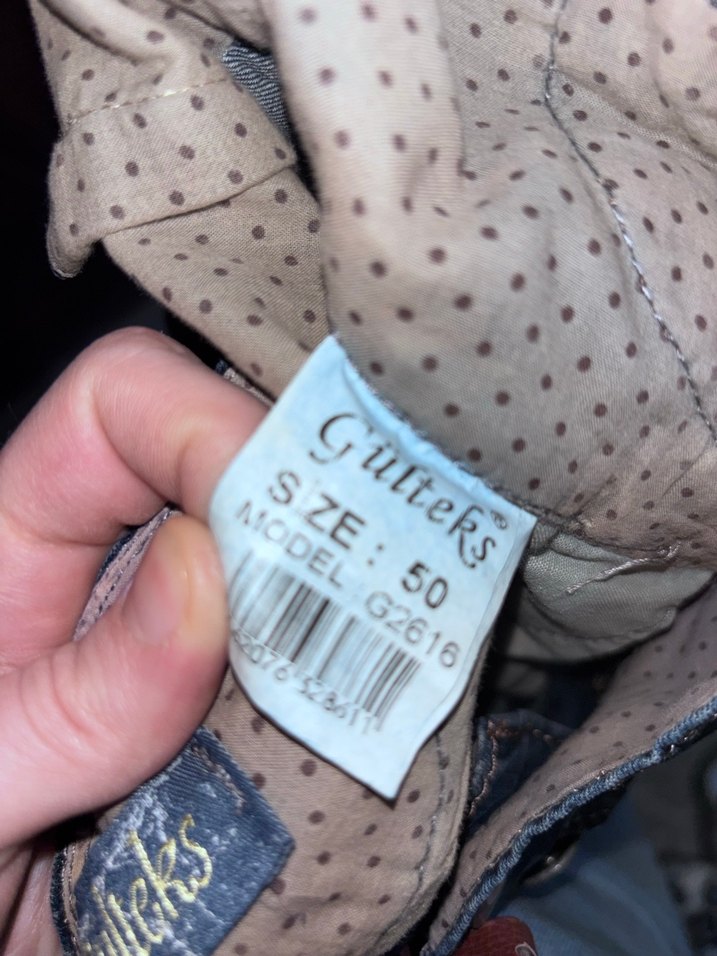 Gülteks®
SIZE : 50
MODEL : G2616